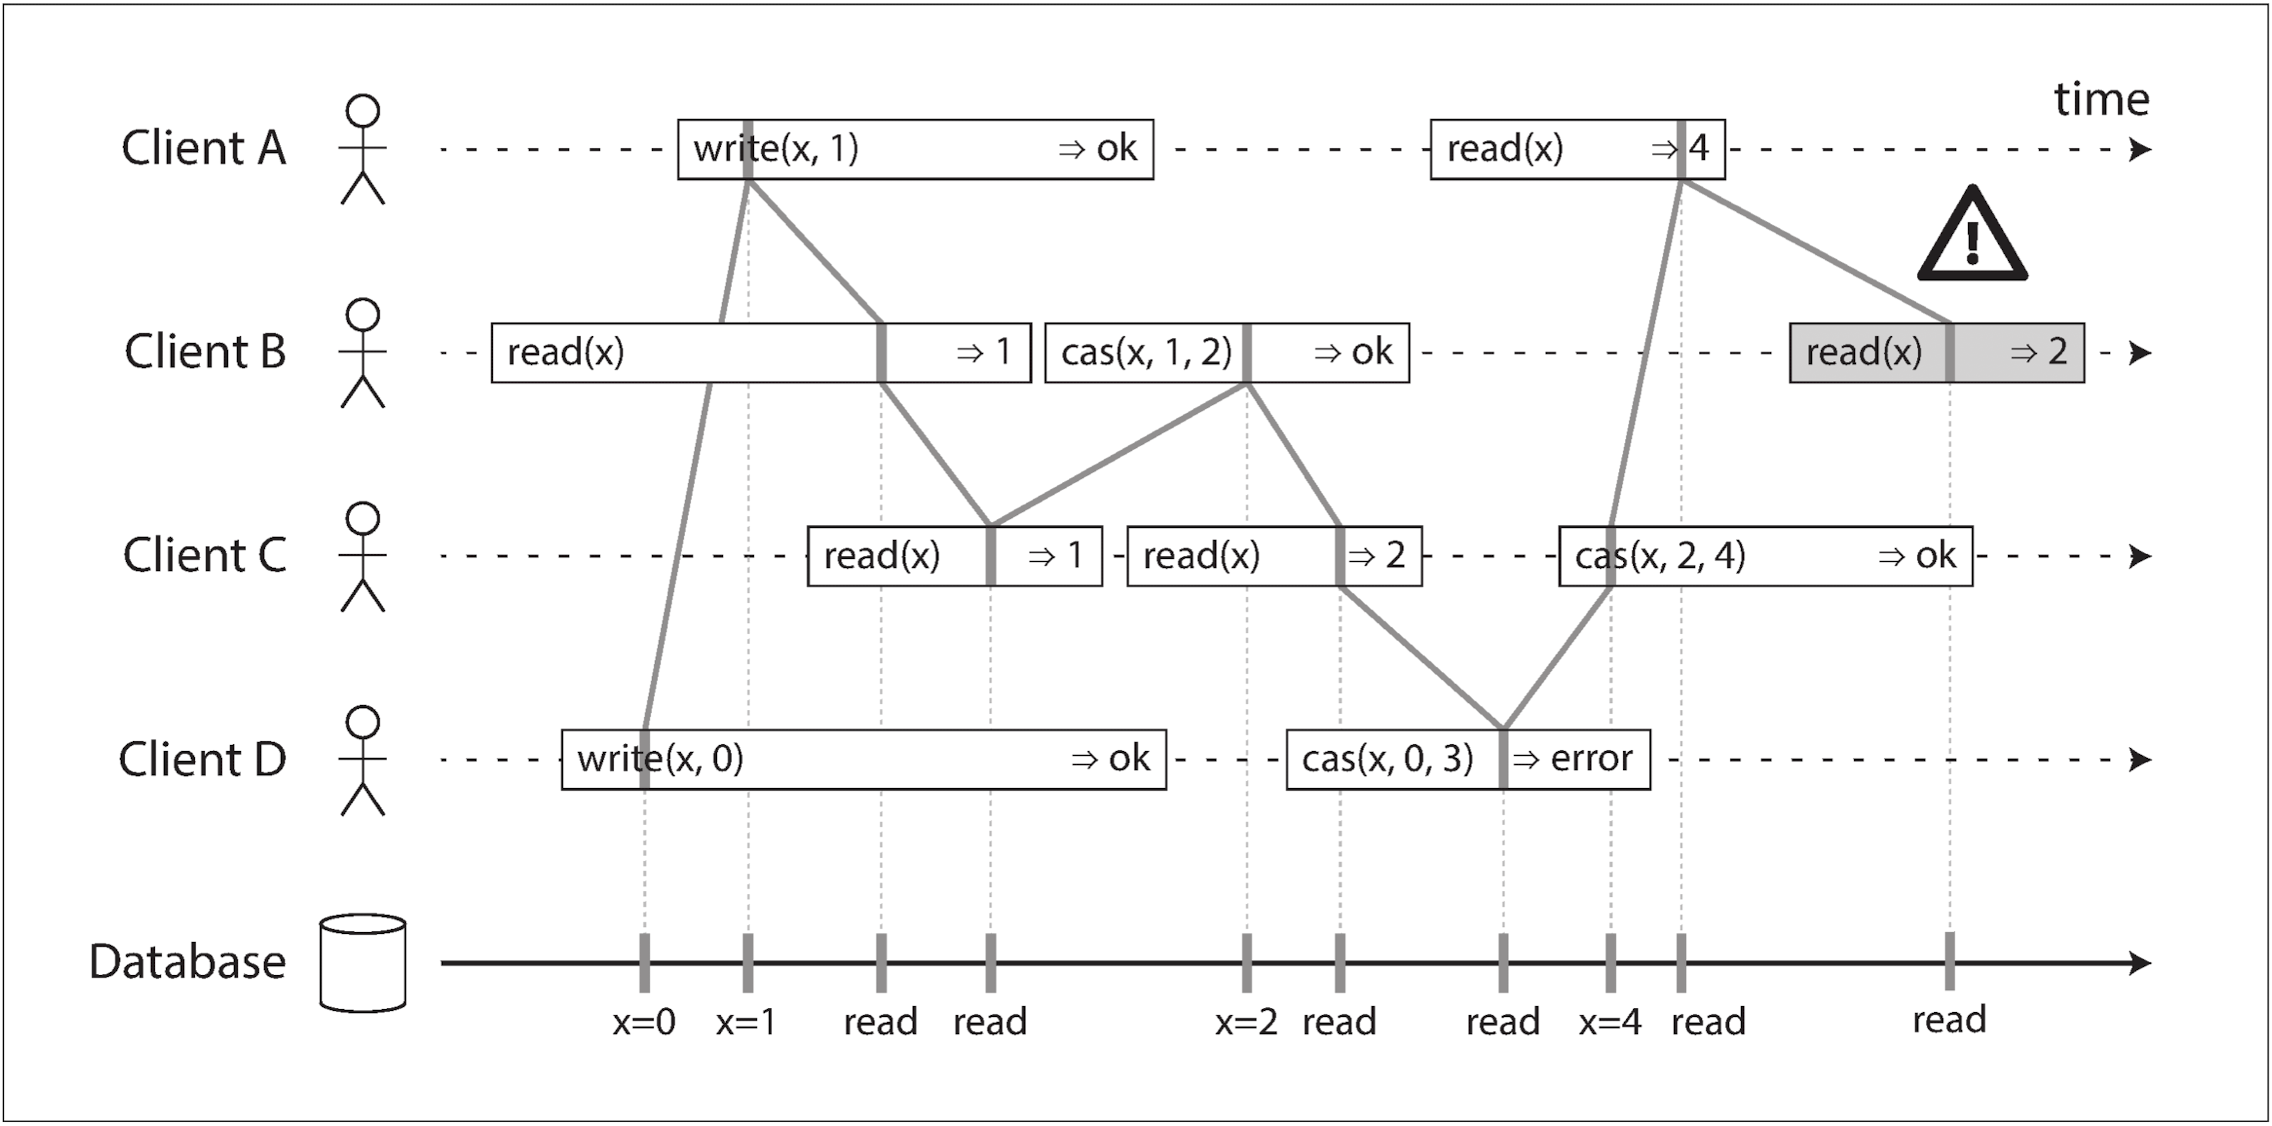 time
Client A write(x, 1) ⇒ ok read(x) ⇒ 4
!
Client B read(x) ⇒ 1 cas(x, 1, 2) ⇒ ok read(x) ⇒ 2
Client C read(x) ⇒ 1 read(x) ⇒ 2 cas(x, 2, 4) ⇒ ok
Client D write(x, 0) ⇒ ok cas(x, 0, 3) ⇒ error
Database
x=0 x=1 read read x=2 read read x=4 read read